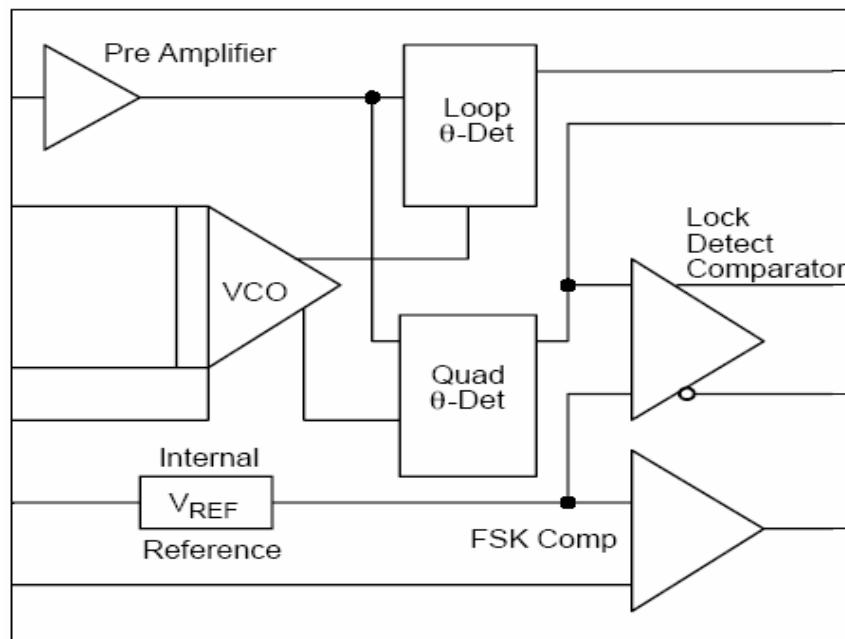 Pre Amplifier
Loop
θ-Det
Lock
Detect
Comparator
VCO
Quad
θ-Det
Internal
VREF
Reference
FSK Comp